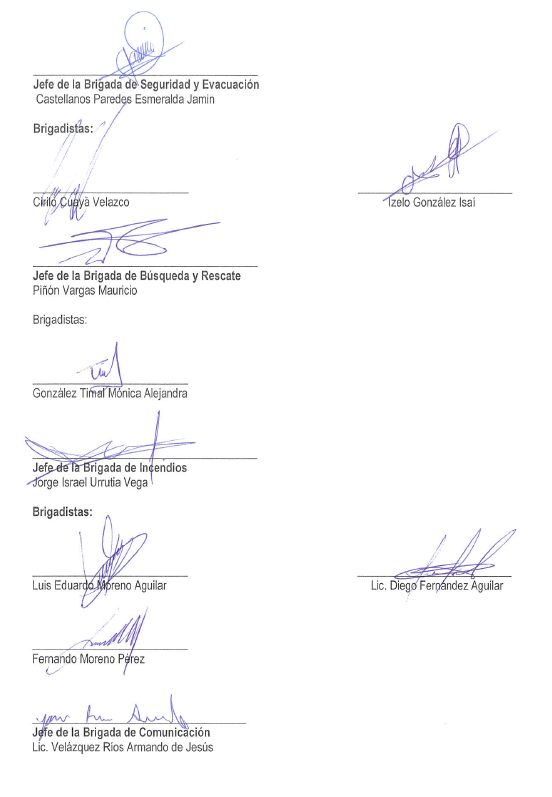 Jefe de la Brigada de Seguridad y Evacuación
Castellanos Paredes Esmeralda Jamin
Brigadistas:
Cirilo Cuaya Velazco
Izelo González Isaí
Jefe de la Brigada de Búsqueda y Rescate
Piñón Vargas Mauricio
Brigadistas:
González Timal Mónica Alejandra
Jefe de la Brigada de Incendios
Jorge Israel Urrutia Vega
Brigadistas:
Luis Eduardo Moreno Aguilar
Lic. Diego Fernández Aguilar
Fernando Moreno Pérez
Jefe de la Brigada de Comunicación
Lic. Velázquez Ríos Armando de Jesús